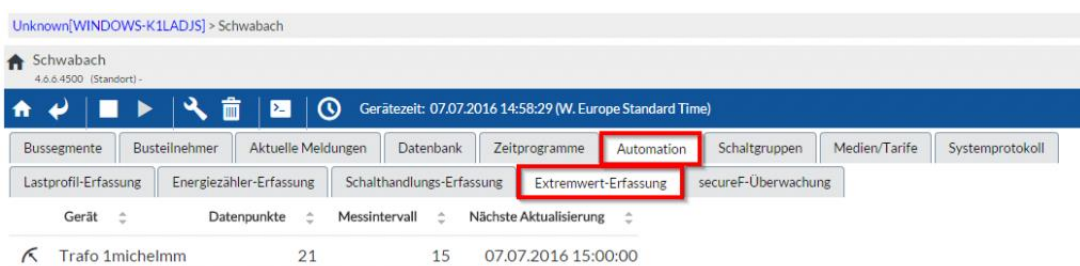 Unknown[WINDOWS-K1LADJS] > Schwabach
Schwabach
4.6.6.4500 (Standort) -
Gerätezeit: 07.07.2016 14:58:29 (W. Europe Standard Time)
Bussegmente Busteilnehmer Aktuelle Meldungen Datenbank Zeitprogramme Automation Schaltgruppen Medien/Tarife Systemprotokoll
Lastprofil-Erfassung Energiezähler-Erfassung Schalthandlungs-Erfassung Extremwert-Erfassung secureF-Überwachung
Gerät Datenpunkte Messintervall Nächste Aktualisierung
Trafo 1michelmm 21 15 07.07.2016 15:00:00